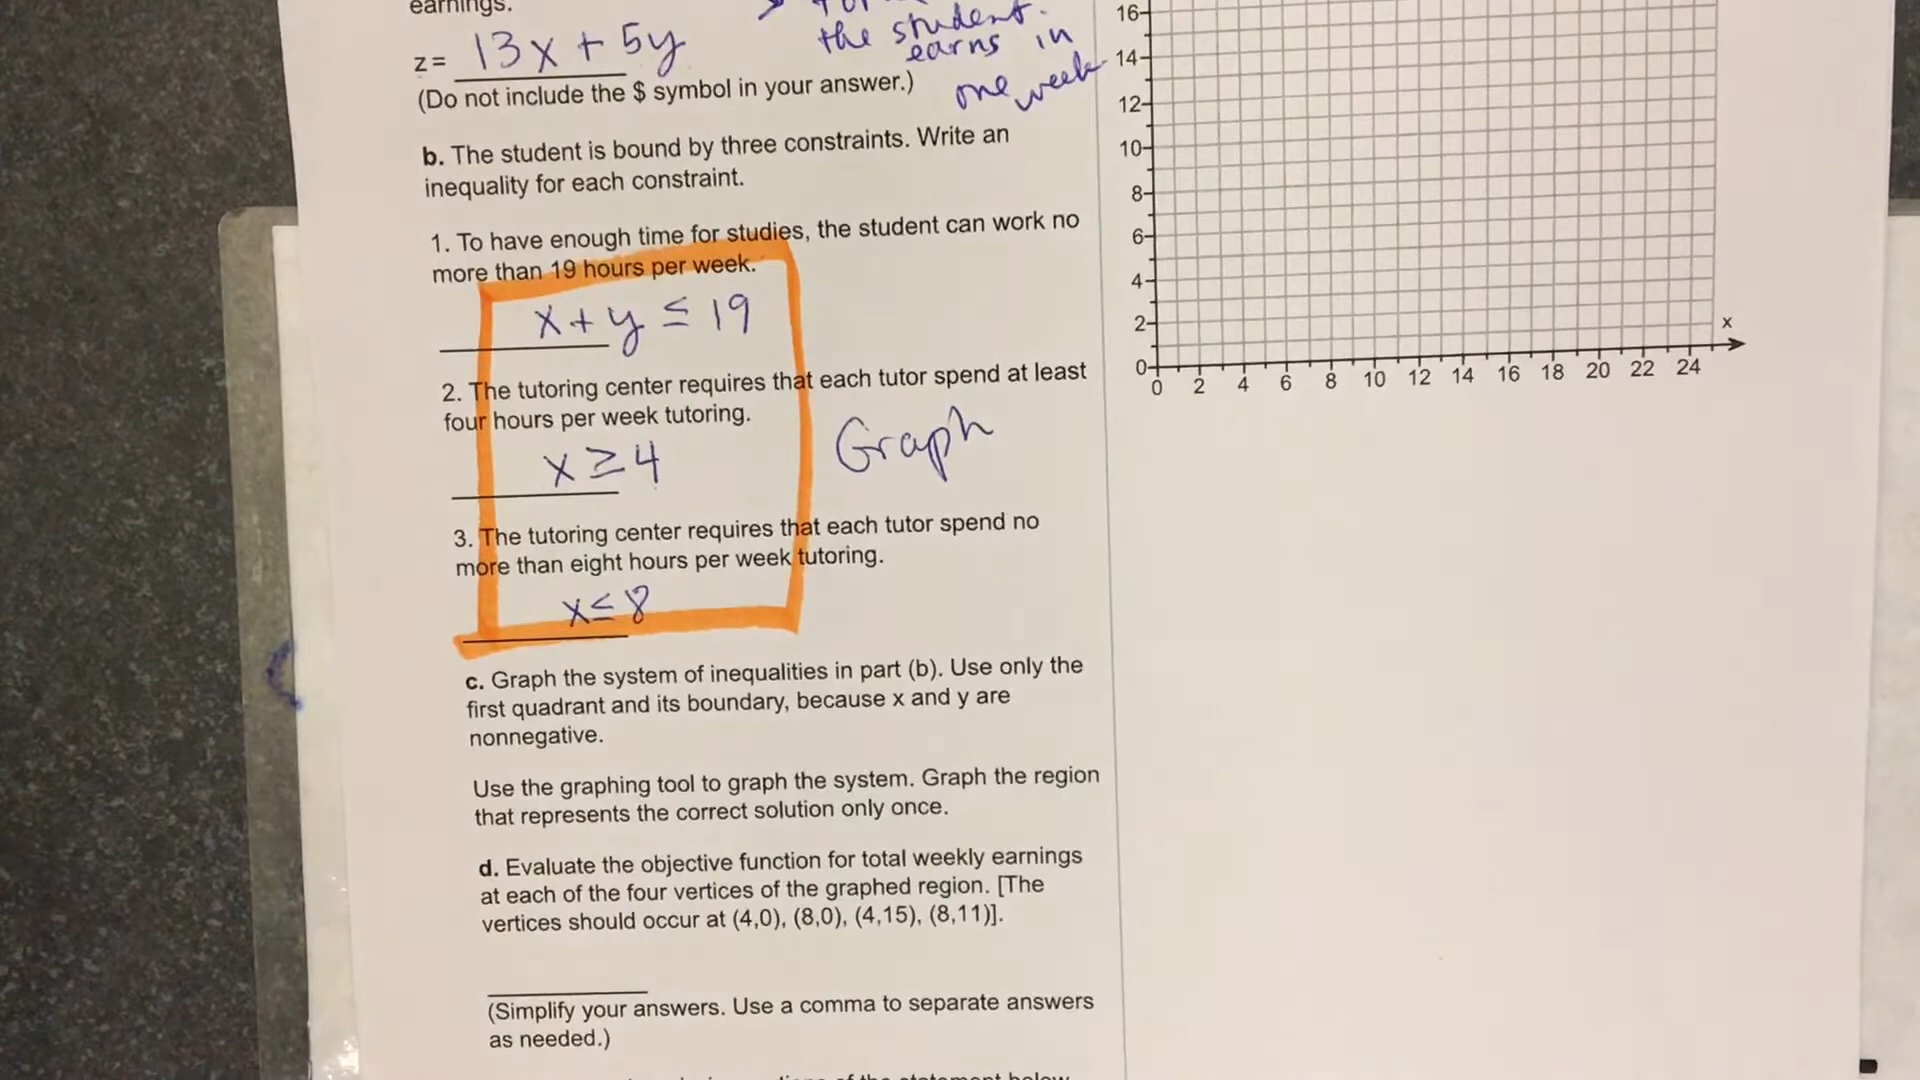 earnings.
the student.
earns in
one week
z = 13x + 5y
(Do not include the $ symbol in your answer.)
b. The student is bound by three constraints. Write an
inequality for each constraint.
1. To have enough time for studies, the student can work no
more than 19 hours per week.
x + y ≤ 19
2. The tutoring center requires that each tutor spend at least
four hours per week tutoring.
x ≥ 4
Graph
3. The tutoring center requires that each tutor spend no
more than eight hours per week tutoring.
x ≤ 8
c. Graph the system of inequalities in part (b). Use only the
first quadrant and its boundary, because x and y are
nonnegative.
Use the graphing tool to graph the system. Graph the region
that represents the correct solution only once.
d. Evaluate the objective function for total weekly earnings
at each of the four vertices of the graphed region. [The
vertices should occur at (4,0), (8,0), (4,15), (8,11)].
(Simplify your answers. Use a comma to separate answers
as needed.)
16
14
12
10
8
6
4
2
0
x
0 2 4 6 8 10 12 14 16 18 20 22 24